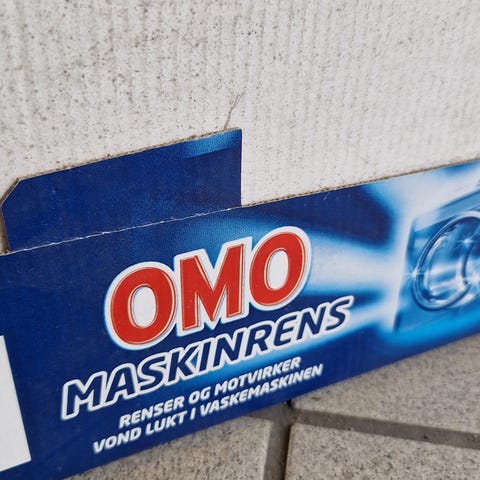 OMO
MASKINRENS
RENSER OG MOTVIRKER
VOND LUKT I VASKEMASKINEN